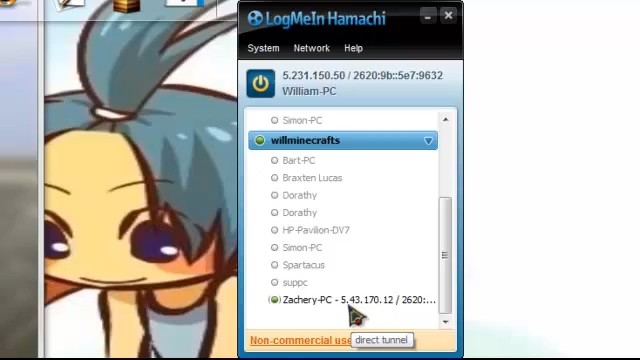 LogMeIn Hamachi
System Network Help
5.231.150.50 / 2620:9b::5e7:9632
William-PC
Simon-PC
willminecrafts
Bart-PC
Braxten Lucas
Dorathy
Dorathy
HP-Pavilion-DV7
Simon-PC
Spartacus
suppc
Zachery-PC - 5.43.170.12 / 2620:...
Non-commercial use
direct tunnel